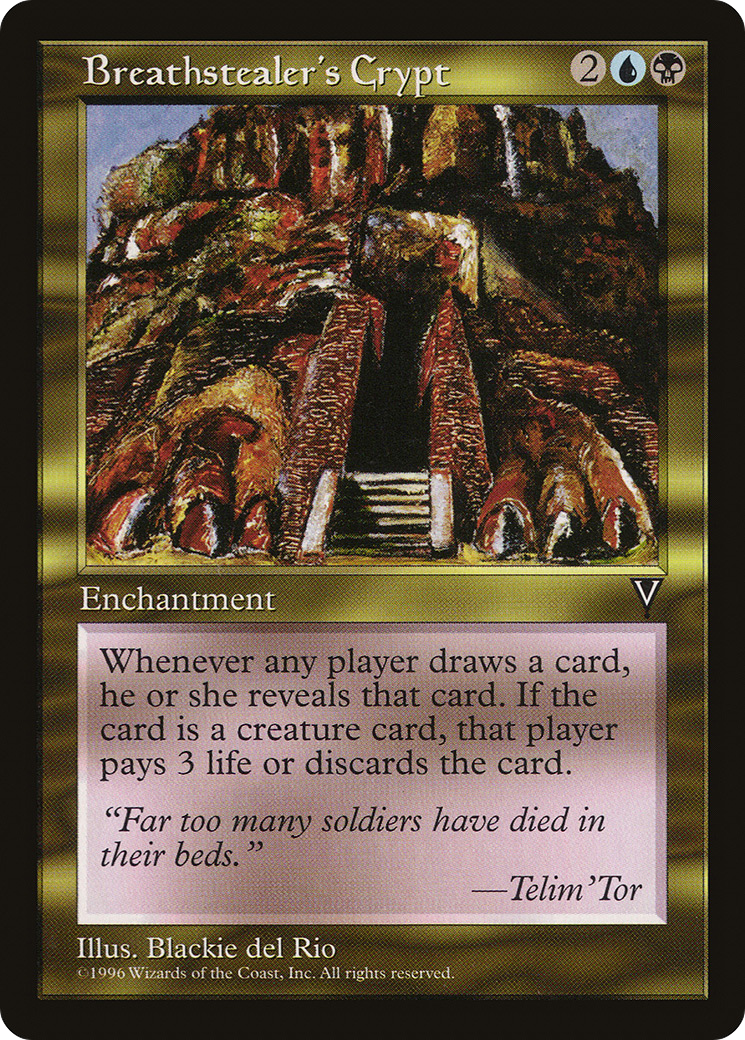 Breathstealer's Crypt 2
Enchantment V
Whenever any player draws a card,
he or she reveals that card. If the
card is a creature card, that player
pays 3 life or discards the card.
“Far too many soldiers have died in
their beds.”
—Telim’Tor
Illus. Blackie del Rio
©1996 Wizards of the Coast, Inc. All rights reserved.